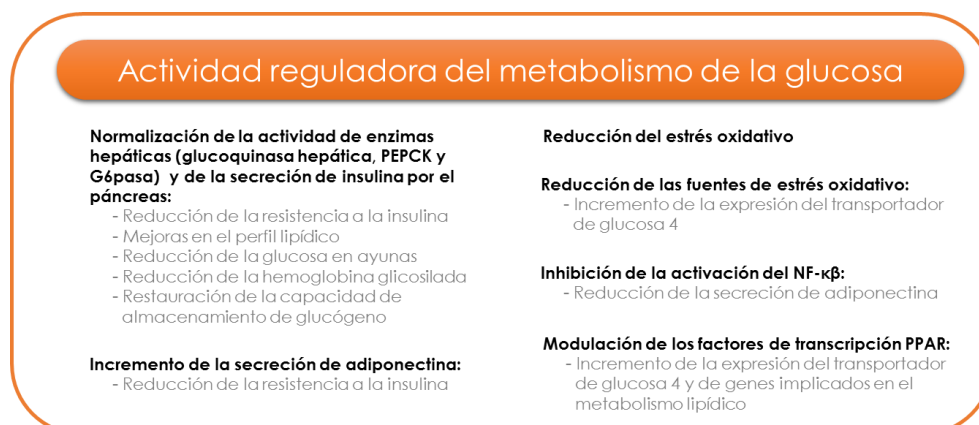 Actividad reguladora del metabolismo de la glucosa
Normalización de la actividad de enzimas
hepáticas (glucoquinasa hepática, PEPCK y
G6pasa) y de la secreción de insulina por el
páncreas:
- Reducción de la resistencia a la insulina
- Mejoras en el perfil lipídico
- Reducción de la glucosa en ayunas
- Reducción de la hemoglobina glicosilada
- Restauración de la capacidad de
almacenamiento de glucógeno
Incremento de la secreción de adiponectina:
- Reducción de la resistencia a la insulina
Reducción del estrés oxidativo
Reducción de las fuentes de estrés oxidativo:
- Incremento de la expresión del transportador
de glucosa 4
Inhibición de la activación del NF-κβ:
- Reducción de la secreción de adiponectina
Modulación de los factores de transcripción PPAR:
- Incremento de la expresión del transportador
de glucosa 4 y de genes implicados en el
metabolismo lipídico